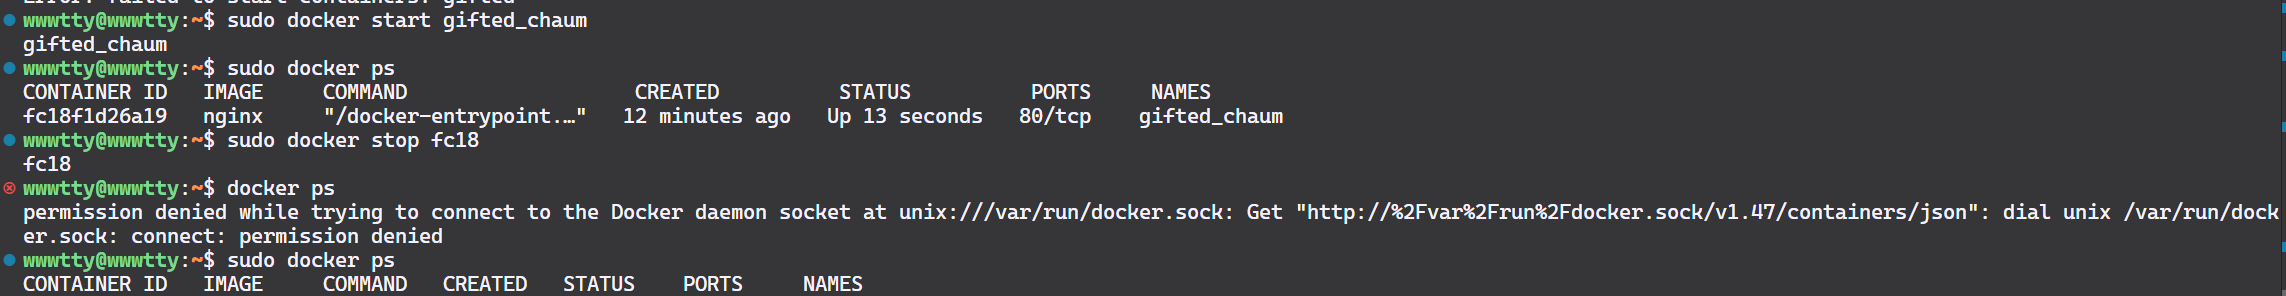 Error: failed to start containers: gifted
wwwtty@wwwtty:~$ sudo docker start gifted_chaum
gifted_chaum
wwwtty@wwwtty:~$ sudo docker ps
CONTAINER ID   IMAGE     COMMAND                   CREATED          STATUS          PORTS     NAMES
fc18f1d26a19   nginx     "/docker-entrypoint.…"   12 minutes ago   Up 13 seconds   80/tcp    gifted_chaum
wwwtty@wwwtty:~$ sudo docker stop fc18
fc18
wwwtty@wwwtty:~$ docker ps
permission denied while trying to connect to the Docker daemon socket at unix:///var/run/docker.sock: Get "http://%2Fvar%2Frun%2Fdocker.sock/v1.47/containers/json": dial unix /var/run/dock
er.sock: connect: permission denied
wwwtty@wwwtty:~$ sudo docker ps
CONTAINER ID   IMAGE     COMMAND   CREATED   STATUS    PORTS     NAMES